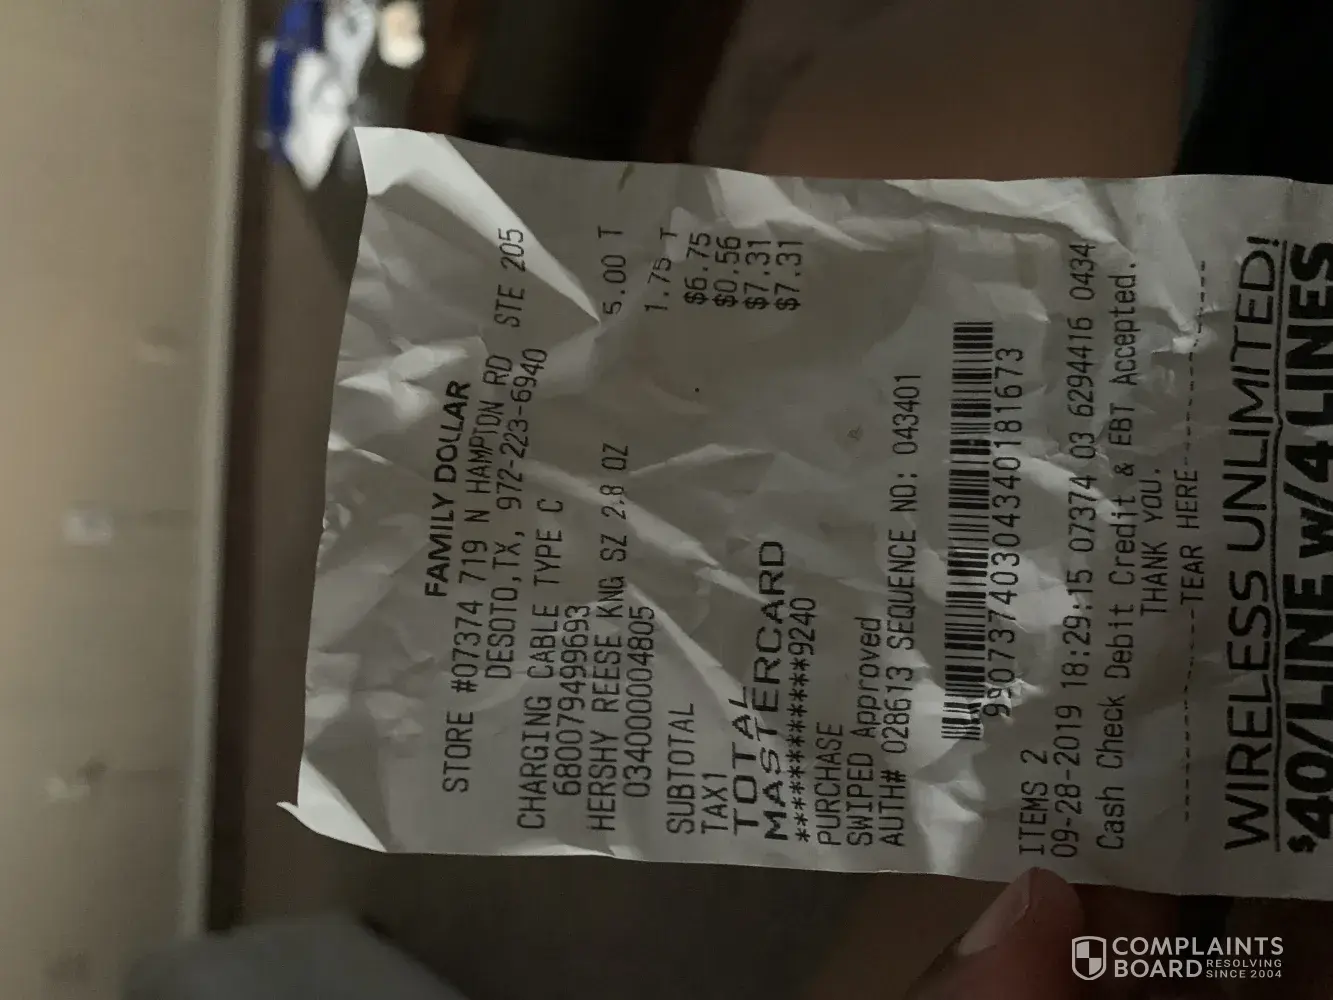 FAMILY DOLLAR
STORE #07374 719 N HAMPTON RD STE 205
DESOTO,TX, 972-223-6940
CHARGING CABLE TYPE C 5.00 T
680079499693
HERSHY REESE KNG SZ 2.8 OZ 1.75 T
034000004805
SUBTOTAL $6.75
TAX1 $0.56
TOTAL $7.31
MASTERCARD $7.31
************9240
PURCHASE
SWIPED Approved
AUTH# 028613 SEQUENCE NO: 043401
99073740304340181673
ITEMS 2
09-28-2019 18:29:15 07374 03 6294416 0434
Cash Check Debit Credit & EBT Accepted.
THANK YOU.
TEAR HERE
WIRELESS UNLIMITED!
$40/LINE w/4 LINES
COMPLAINTS
BOARD RESOLVING SINCE 2004